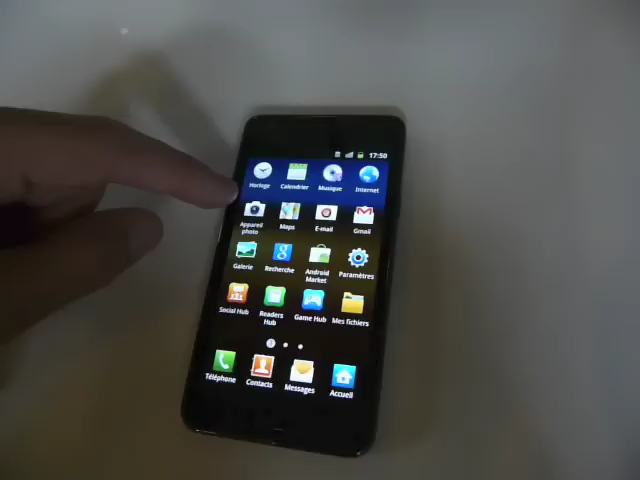 17:50
Horloge Calendrier Musique Internet
Appareil photo Maps E-mail Gmail
Galerie Recherche Android Market Paramètres
Social Hub Readers Hub Game Hub Mes fichiers
1
Téléphone Contacts Messages Accueil